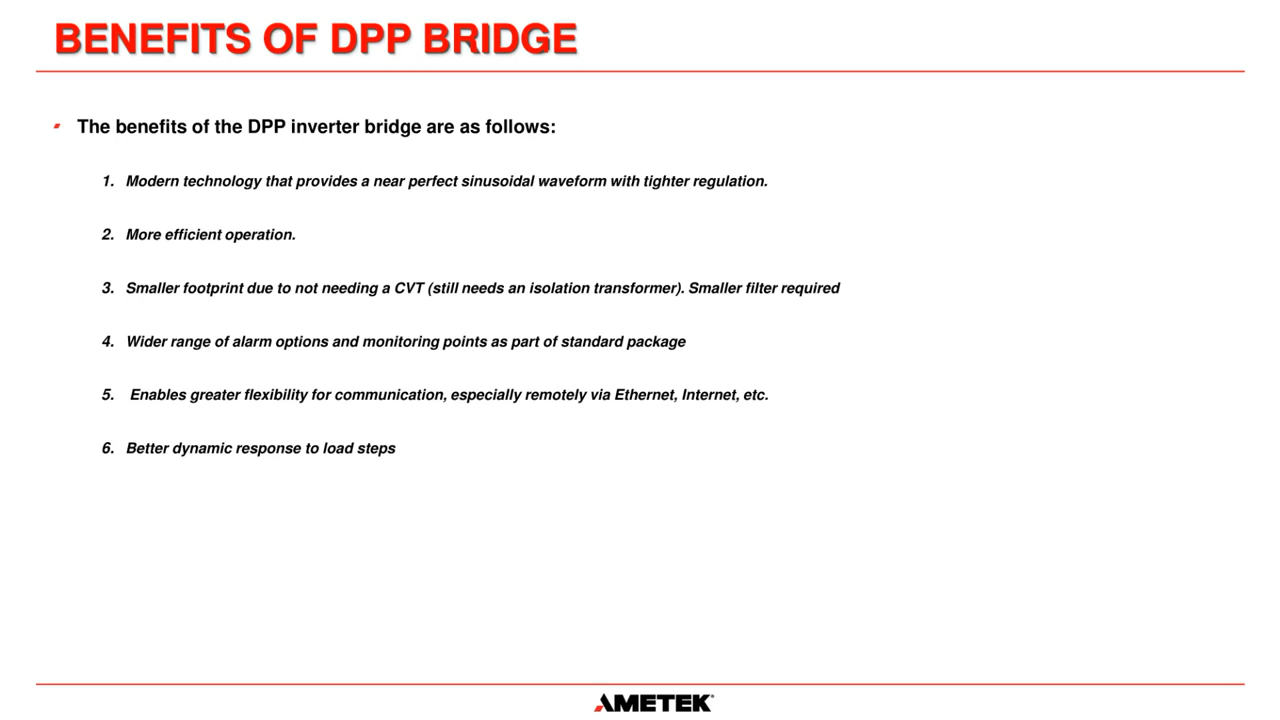 BENEFITS OF DPP BRIDGE
The benefits of the DPP inverter bridge are as follows:
1. Modern technology that provides a near perfect sinusoidal waveform with tighter regulation.
2. More efficient operation.
3. Smaller footprint due to not needing a CVT (still needs an isolation transformer). Smaller filter required
4. Wider range of alarm options and monitoring points as part of standard package
5. Enables greater flexibility for communication, especially remotely via Ethernet, Internet, etc.
6. Better dynamic response to load steps
AMETEK